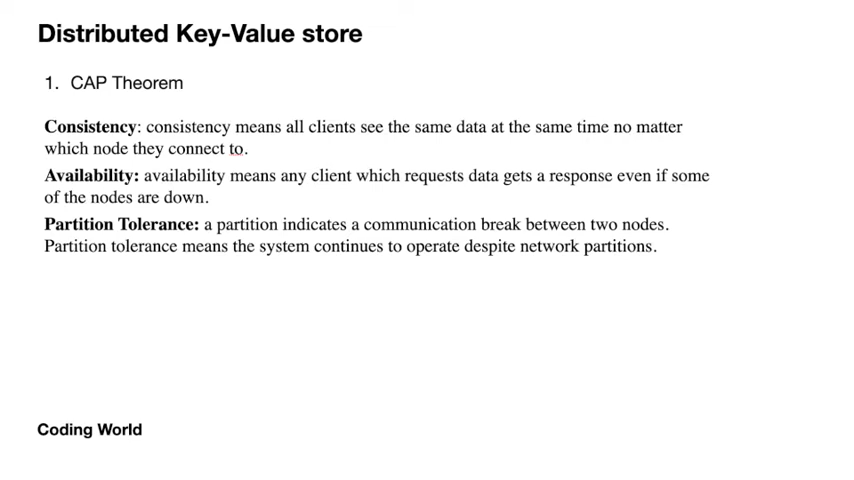 Distributed Key-Value store
1. CAP Theorem
Consistency: consistency means all clients see the same data at the same time no matter
which node they connect to.
Availability: availability means any client which requests data gets a response even if some
of the nodes are down.
Partition Tolerance: a partition indicates a communication break between two nodes.
Partition tolerance means the system continues to operate despite network partitions.
Coding World